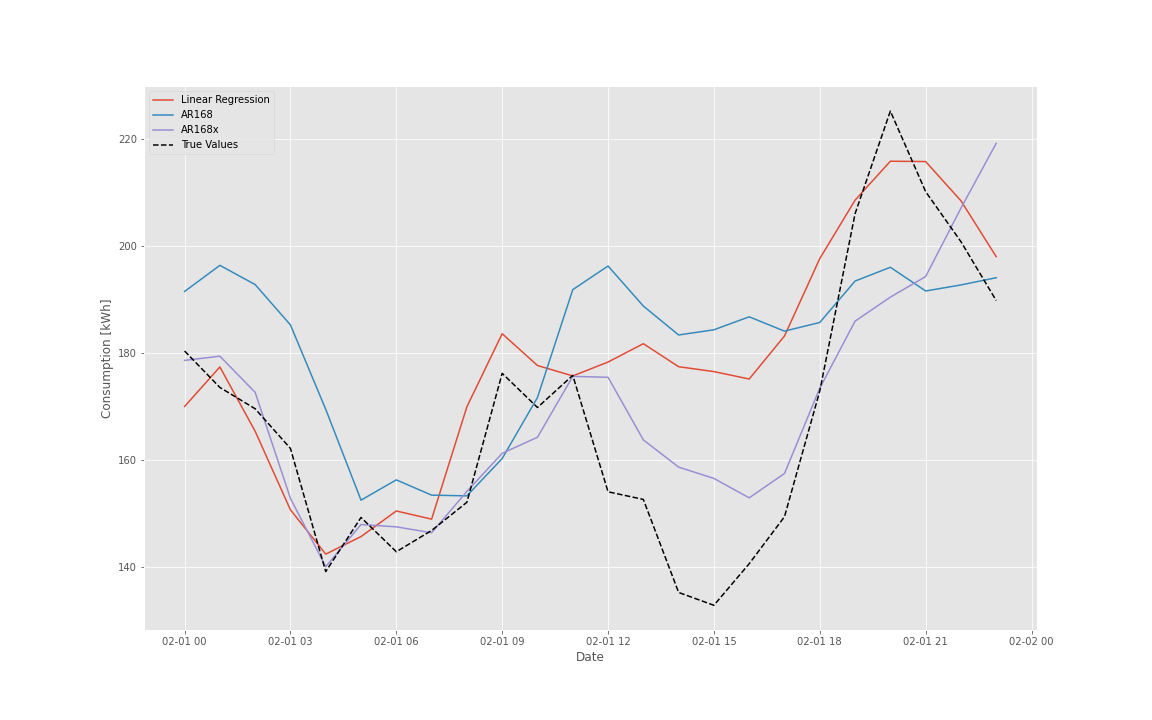 Linear Regression
AR168
AR168x
True Values
220
200
180
160
140
Consumption [kWh]
02-01 00 02-01 03 02-01 06 02-01 09 02-01 12 02-01 15 02-01 18 02-01 21 02-02 00
Date